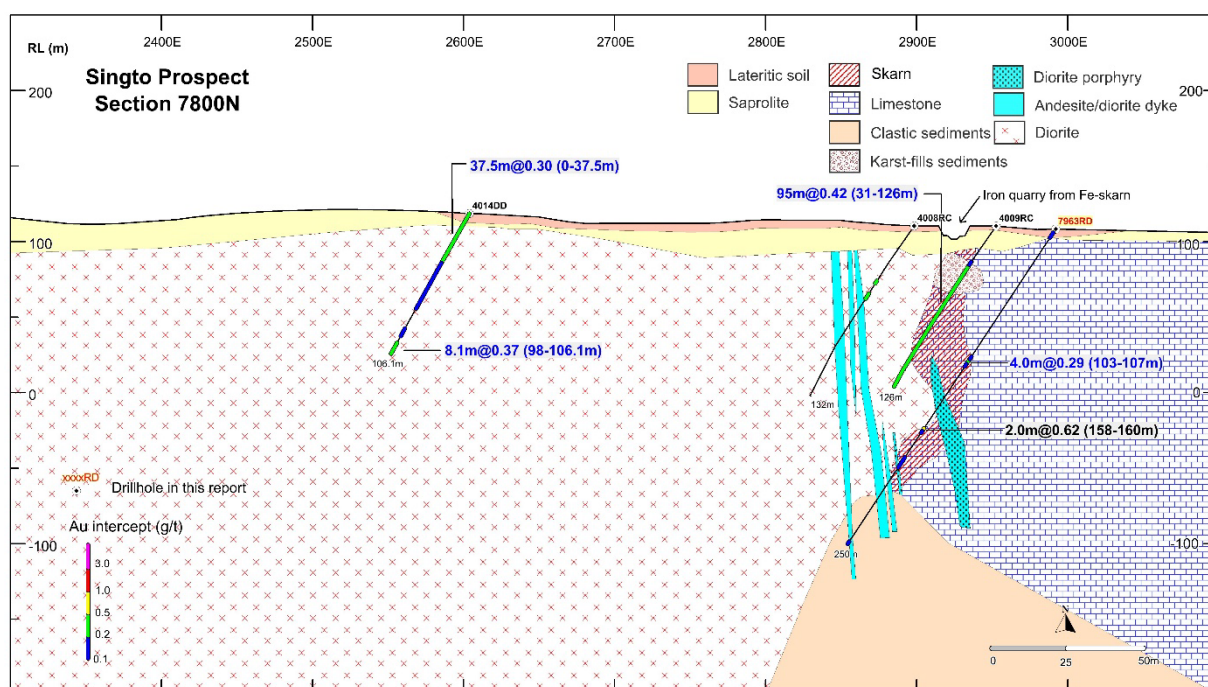 2400E 2500E 2600E 2700E 2800E 2900E 3000E
RL (m)
Singto Prospect
Section 7800N
Lateritic soil
Saprolite
Skarn
Limestone
Clastic sediments
Karst-fills sediments
Diorite porphyry
Andesite/diorite dyke
Diorite
200
200
37.5m@0.30 (0-37.5m)
95m@0.42 (31-126m)
Iron quarry from Fe-skarn
4014DD
4008RC
4009RC
7963RD
100
100
8.1m@0.37 (98-106.1m)
106.1m
4.0m@0.29 (103-107m)
0
132m
126m
0
2.0m@0.62 (158-160m)
xxxxRD
Drillhole in this report
Au intercept (g/t)
3.0
1.0
0.5
0.2
0.1
-100
250m
-100
N
0 25 50m